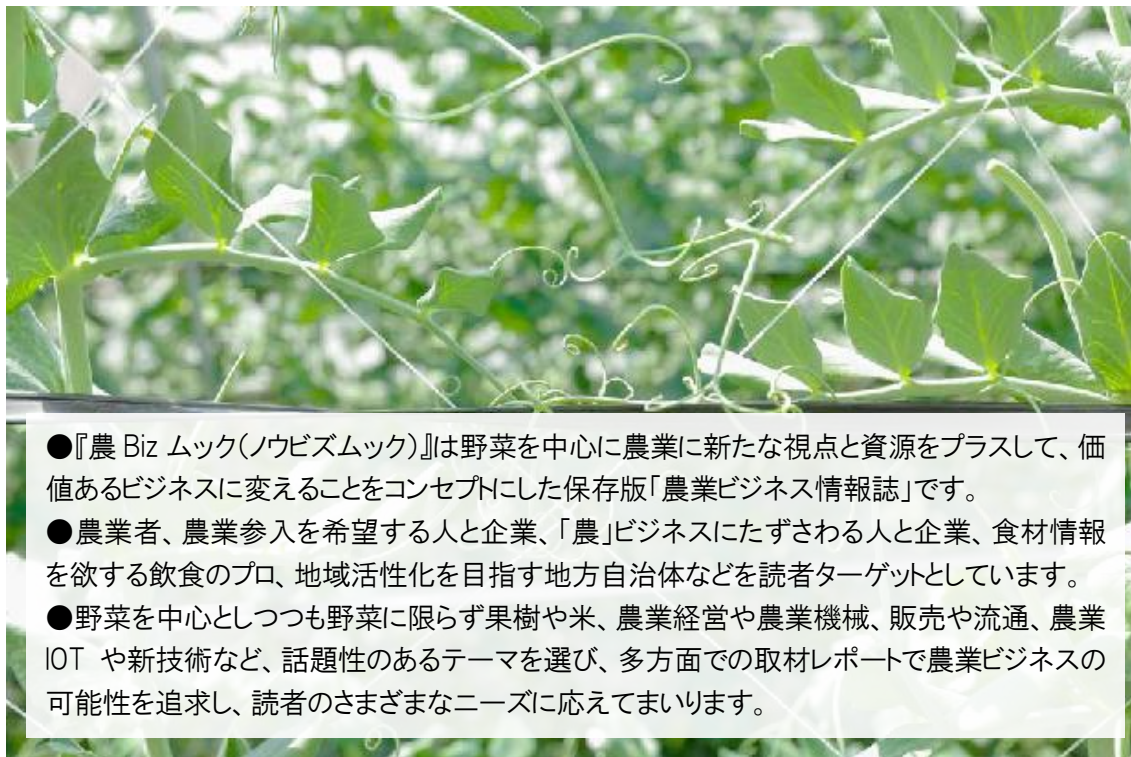 ●『農 Biz ムック(ノウビズムック)』は野菜を中心に農業に新たな視点と資源をプラスして、価
値あるビジネスに変えることをコンセプトにした保存版「農業ビジネス情報誌」です。
●農業者、農業参入を希望する人と企業、「農」ビジネスにたずさわる人と企業、食材情報
を欲する飲食のプロ、地域活性化を目指す地方自治体などを読者ターゲットとしています。
●野菜を中心としつつも野菜に限らず果樹や米、農業経営や農業機械、販売や流通、農業
IOT や新技術など、話題性のあるテーマを選び、多方面での取材レポートで農業ビジネスの
可能性を追求し、読者のさまざまなニーズに応えてまいります。